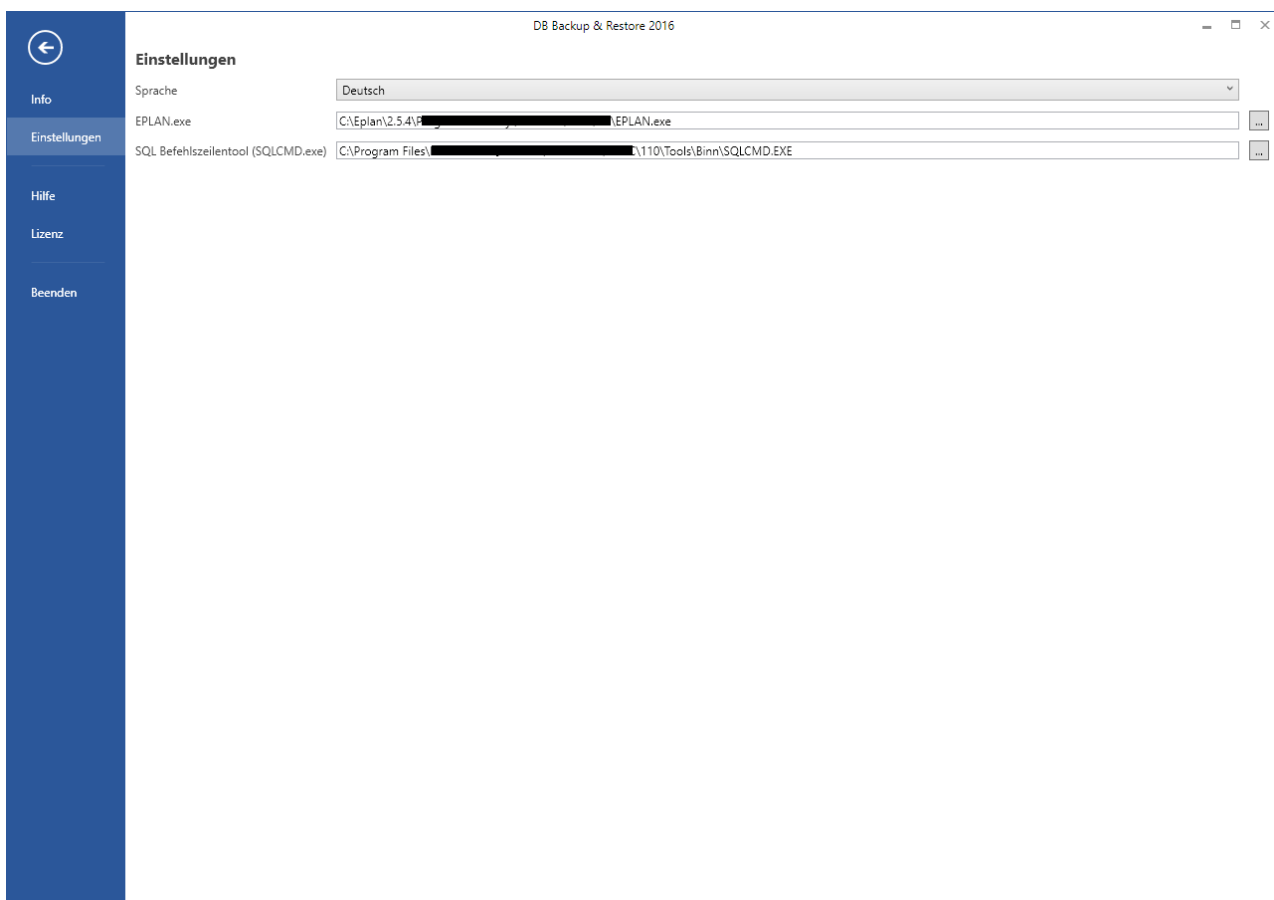 DB Backup & Restore 2016
Info
Einstellungen
Hilfe
Lizenz
Beenden
Einstellungen
Sprache Deutsch
EPLAN.exe C:\Eplan\2.5.4\ \EPLAN.exe ...
SQL Befehlszeilentool (SQLCMD.exe) C:\Program Files\ \110\Tools\Binn\SQLCMD.EXE ...